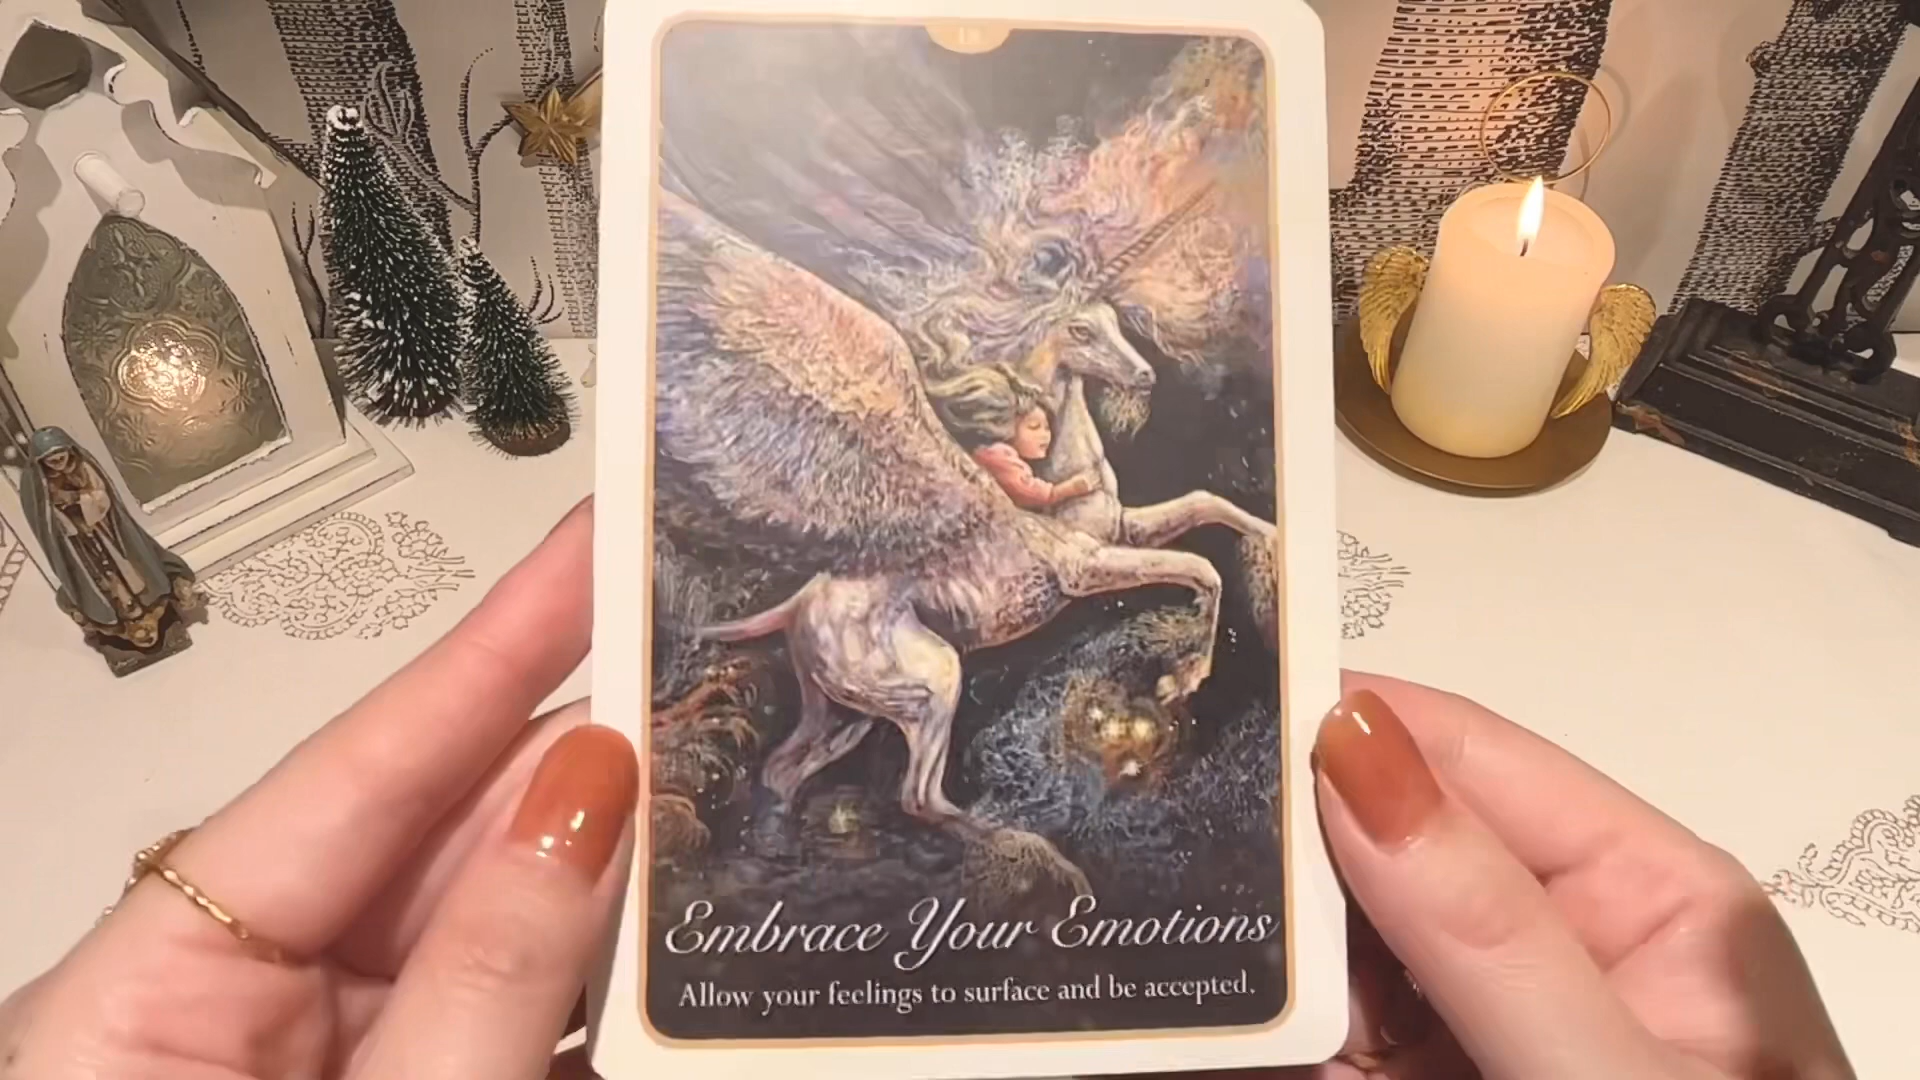 Embrace Your Emotions
Allow your feelings to surface and be accepted.